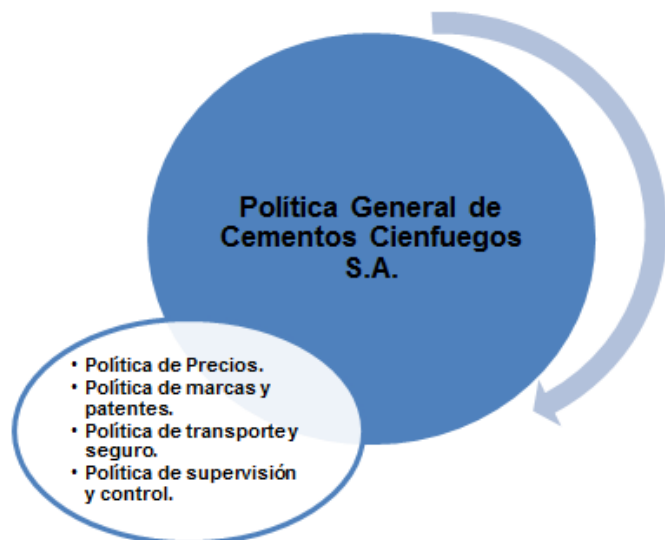 Política General de
Cementos Cienfuegos
S.A.
• Política de Precios.
• Política de marcas y
patentes.
• Política de transporte y
seguro.
• Política de supervisión
y control.